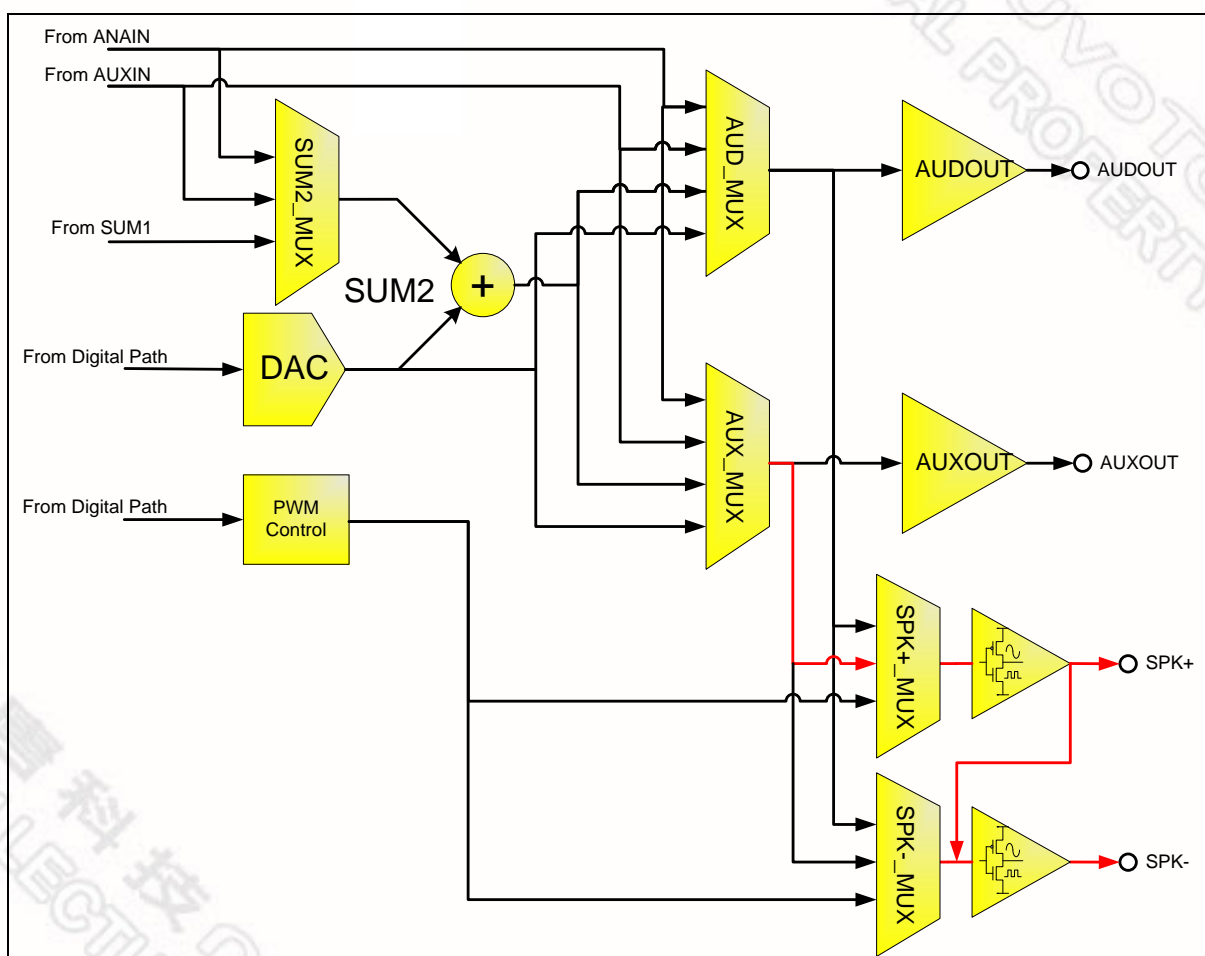 From ANAIN
From AUXIN
From SUM1
From Digital Path
From Digital Path
SUM2_MUX
SUM2
+
DAC
PWM
Control
AUD_MUX
AUX_MUX
AUDOUT
AUDOUT
AUXOUT
AUXOUT
SPK+_MUX
SPK+
SPK-_MUX
SPK-